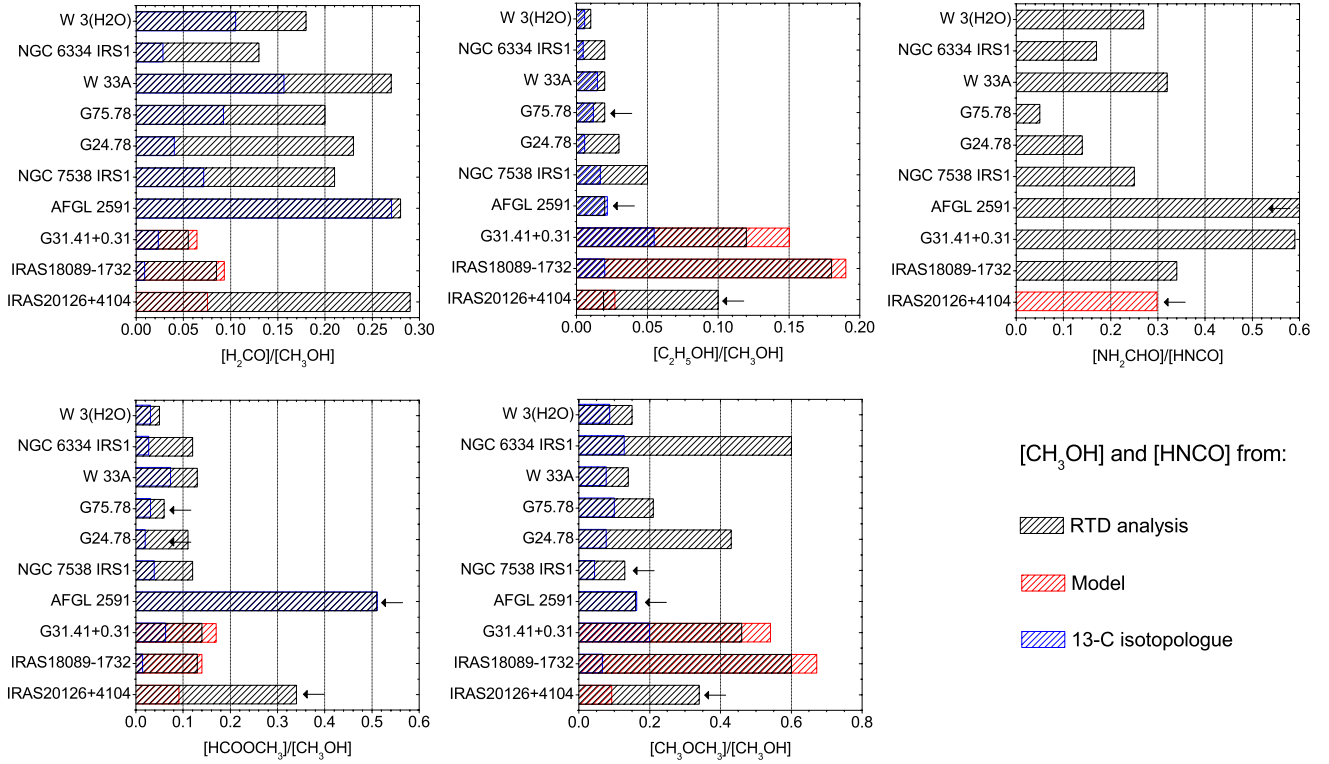 W 3(H2O)
NGC 6334 IRS1
W 33A
G75.78
G24.78
NGC 7538 IRS1
AFGL 2591
G31.41+0.31
IRAS18089-1732
IRAS20126+4104
0.00 0.05 0.10 0.15 0.20 0.25 0.30
[H₂CO]/[CH₃OH]
W 3(H2O)
NGC 6334 IRS1
W 33A
G75.78
G24.78
NGC 7538 IRS1
AFGL 2591
G31.41+0.31
IRAS18089-1732
IRAS20126+4104
0.00 0.05 0.10 0.15 0.20
[C₂H₅OH]/[CH₃OH]
W 3(H2O)
NGC 6334 IRS1
W 33A
G75.78
G24.78
NGC 7538 IRS1
AFGL 2591
G31.41+0.31
IRAS18089-1732
IRAS20126+4104
0.0 0.1 0.2 0.3 0.4 0.5 0.6
[NH₂CHO]/[HNCO]
W 3(H2O)
NGC 6334 IRS1
W 33A
G75.78
G24.78
NGC 7538 IRS1
AFGL 2591
G31.41+0.31
IRAS18089-1732
IRAS20126+4104
0.0 0.1 0.2 0.3 0.4 0.5 0.6
[HCOOCH₃]/[CH₃OH]
W 3(H2O)
NGC 6334 IRS1
W 33A
G75.78
G24.78
NGC 7538 IRS1
AFGL 2591
G31.41+0.31
IRAS18089-1732
IRAS20126+4104
0.0 0.2 0.4 0.6 0.8
[CH₃OCH₃]/[CH₃OH]
[CH₃OH] and [HNCO] from:
RTD analysis
Model
13-C isotopologue